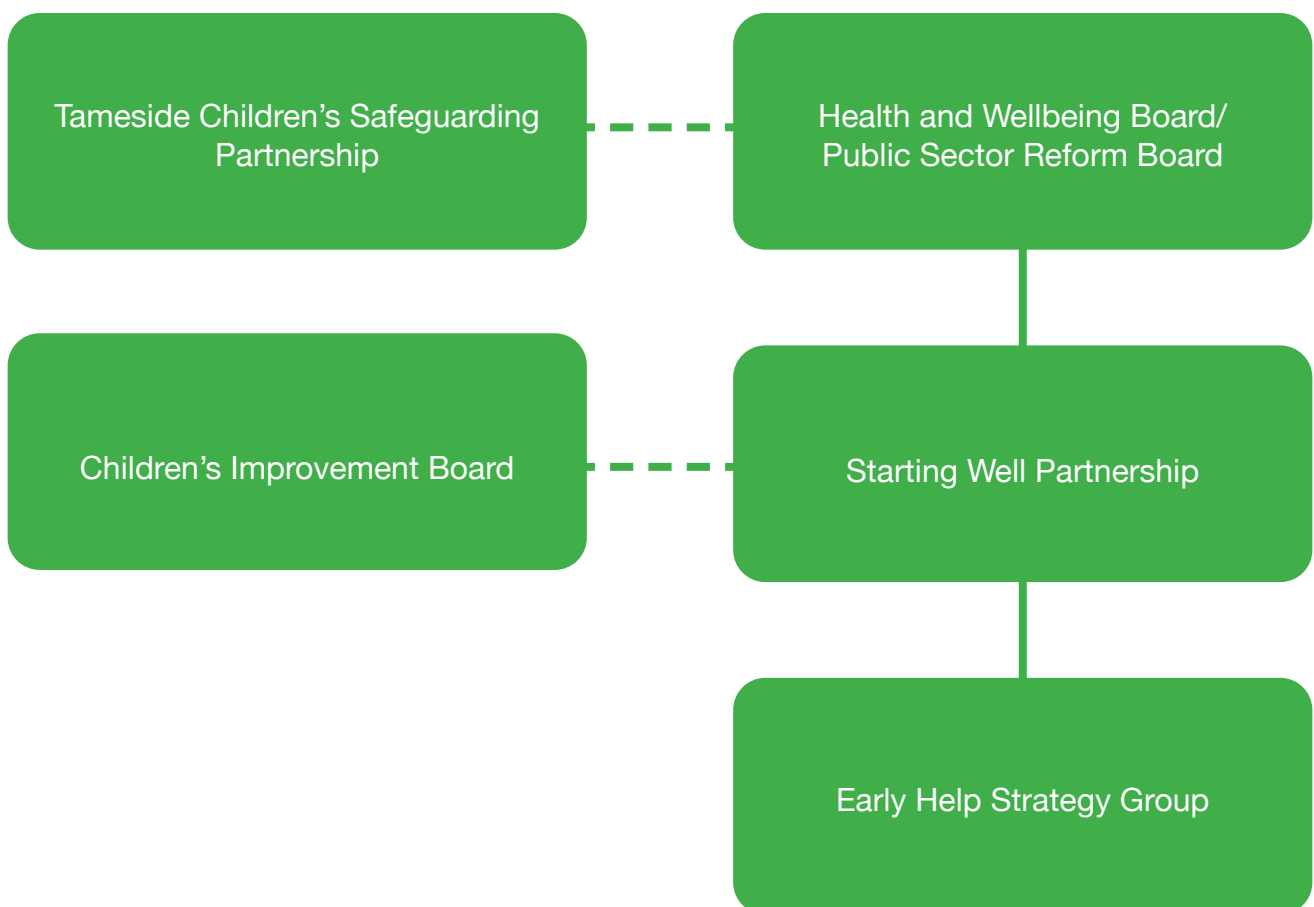 Tameside Children’s Safeguarding
Partnership
Health and Wellbeing Board/
Public Sector Reform Board
Children’s Improvement Board
Starting Well Partnership
Early Help Strategy Group